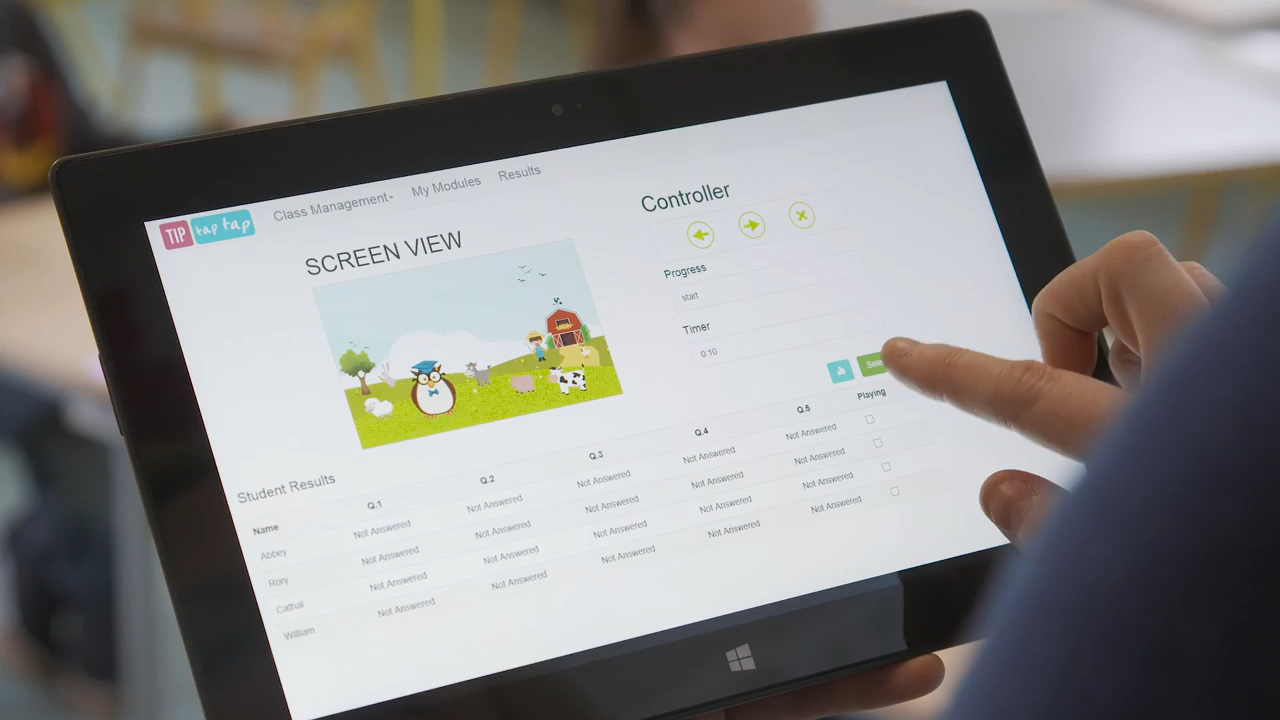 TIP tap tap
Class Management
My Modules
Results
SCREEN VIEW
Controller
Progress
start
Timer
0:10
Student Results
Name Q.1 Q.2 Q.3 Q.4 Q.5 Playing
Abbey Not Answered Not Answered Not Answered Not Answered Not Answered
Rory Not Answered Not Answered Not Answered Not Answered Not Answered
Cathal Not Answered Not Answered Not Answered Not Answered Not Answered
William Not Answered Not Answered Not Answered Not Answered Not Answered